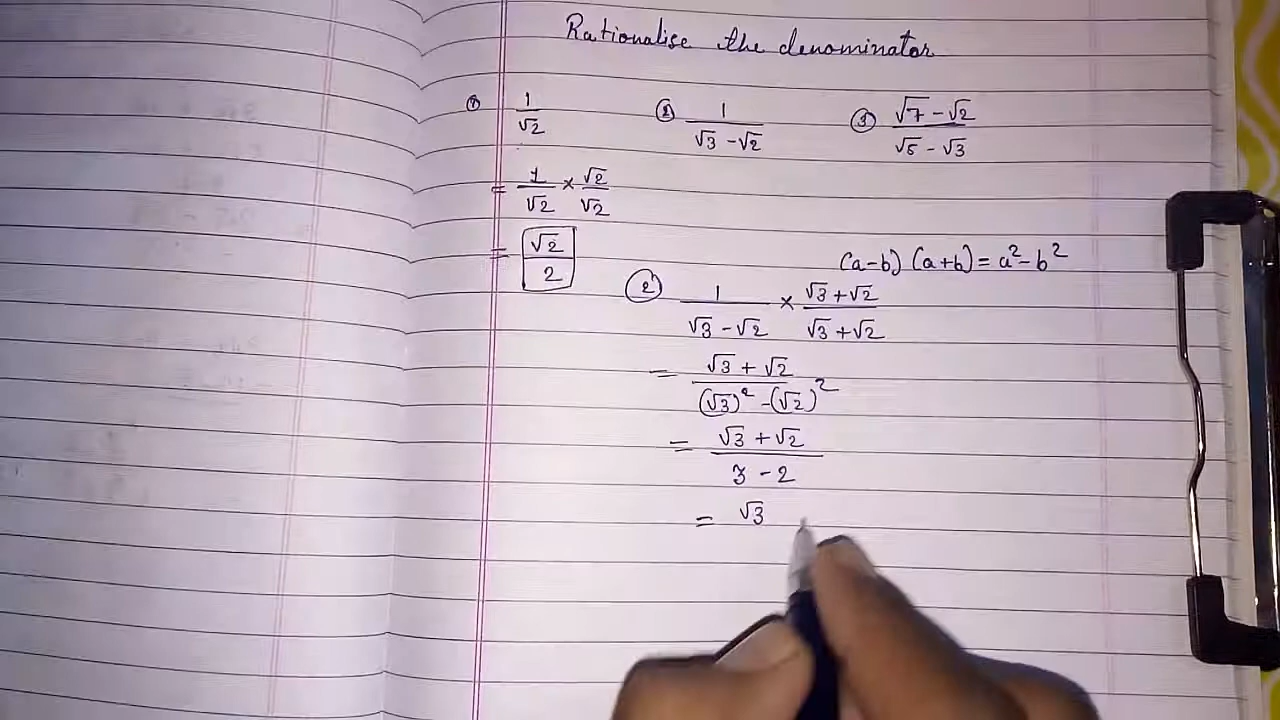 Rationalise the denominator
① 1/√2 ② 1/(√3 - √2) ③ (√7 - √2)/(√5 - √3)
= 1/√2 × √2/√2
= √2/2
(a-b) (a+b) = a² - b²
② 1/(√3 - √2) × (√3 + √2)/(√3 + √2)
= (√3 + √2)/((√3)² - (√2)²)
= (√3 + √2)/(3 - 2)
= √3